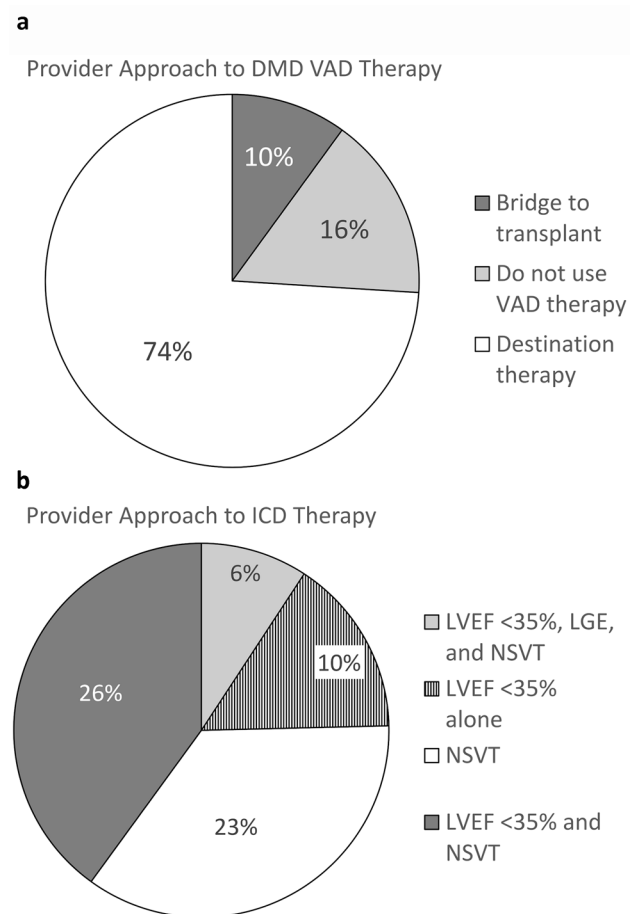 a
Provider Approach to DMD VAD Therapy
10%
16%
74%
Bridge to
transplant
Do not use
VAD therapy
Destination
therapy
b
Provider Approach to ICD Therapy
6%
10%
26%
23%
LVEF <35%, LGE,
and NSVT
LVEF <35%
alone
NSVT
LVEF <35% and
NSVT